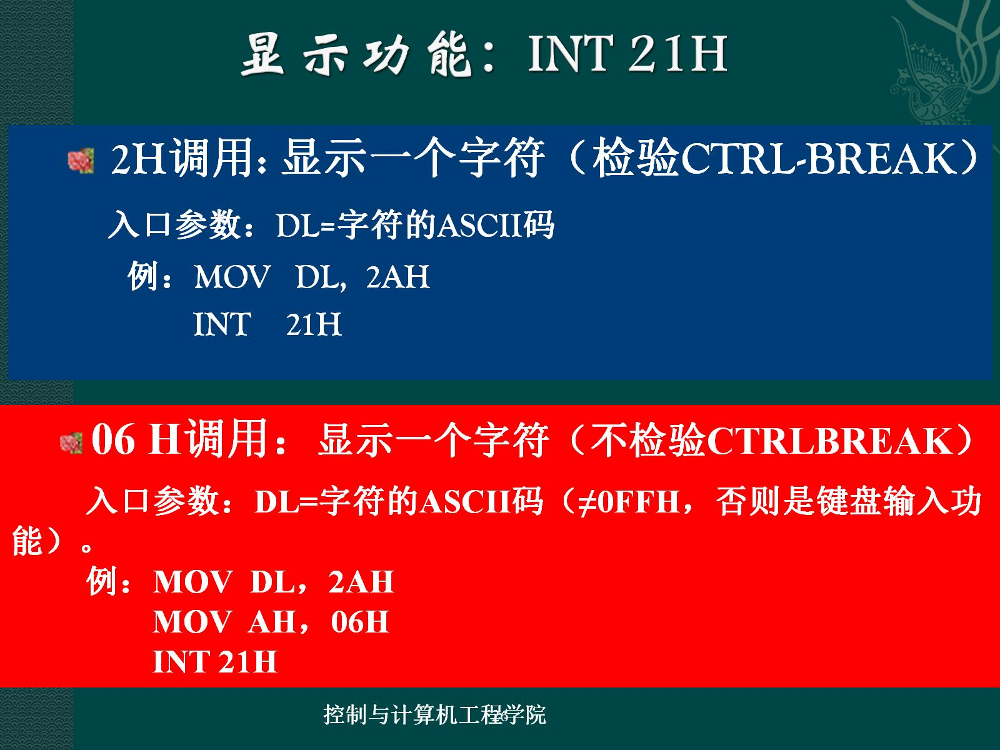 显示功能：INT 21H
2H调用：显示一个字符（检验CTRL-BREAK）
入口参数：DL=字符的ASCII码
例：MOV DL, 2AH
INT 21H
06 H调用：显示一个字符（不检验CTRLBREAK）
入口参数：DL=字符的ASCII码（≠0FFH，否则是键盘输入功
能）。
例：MOV DL，2AH
MOV AH，06H
INT 21H
控制与计算机工程学院